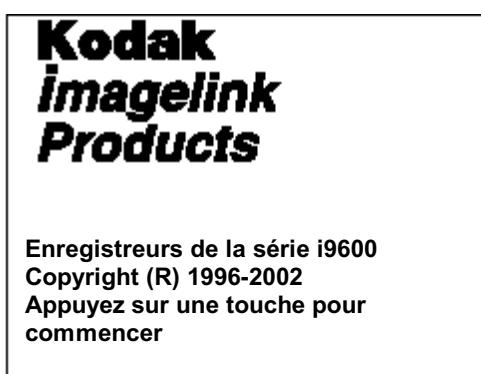 Kodak
imagelink
Products
Enregistreurs de la série i9600
Copyright (R) 1996-2002
Appuyez sur une touche pour
commencer